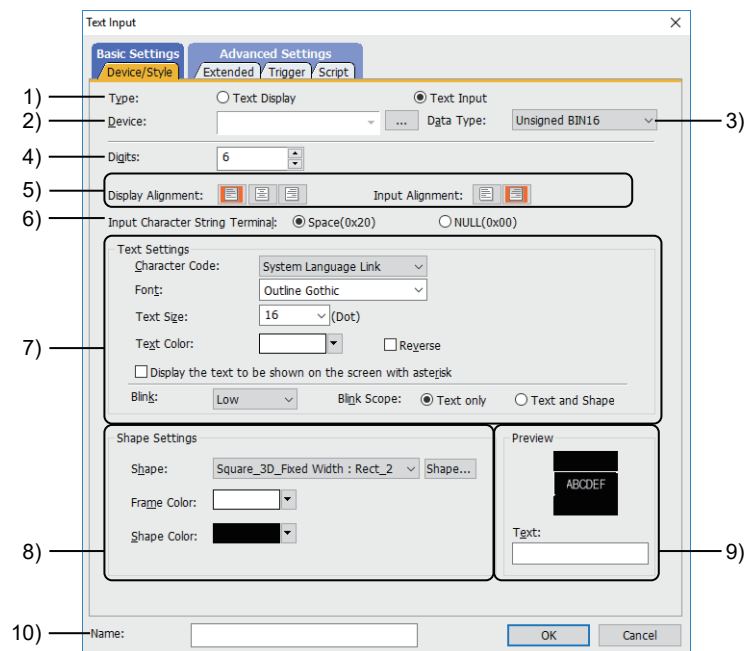 Text Input
Basic Settings Advanced Settings
Device/Style Extended Trigger Script
1) Type: Text Display Text Input
2) Device: ... Data Type: Unsigned BIN16 3)
4) Digits: 6
5) Display Alignment: Input Alignment:
6) Input Character String Terminal: Space(0x20) NULL(0x00)
Text Settings
Character Code: System Language Link
Font: Outline Gothic
Text Size: 16 (Dot)
7) Text Color: Reverse
Display the text to be shown on the screen with asterisk
Blink: Low Blink Scope: Text only Text and Shape
Shape Settings Preview
Shape: Square_3D_Fixed Width : Rect_2 Shape...
ABCDEF
Frame Color:
Shape Color: Text:
8) 9)
10) Name: OK Cancel